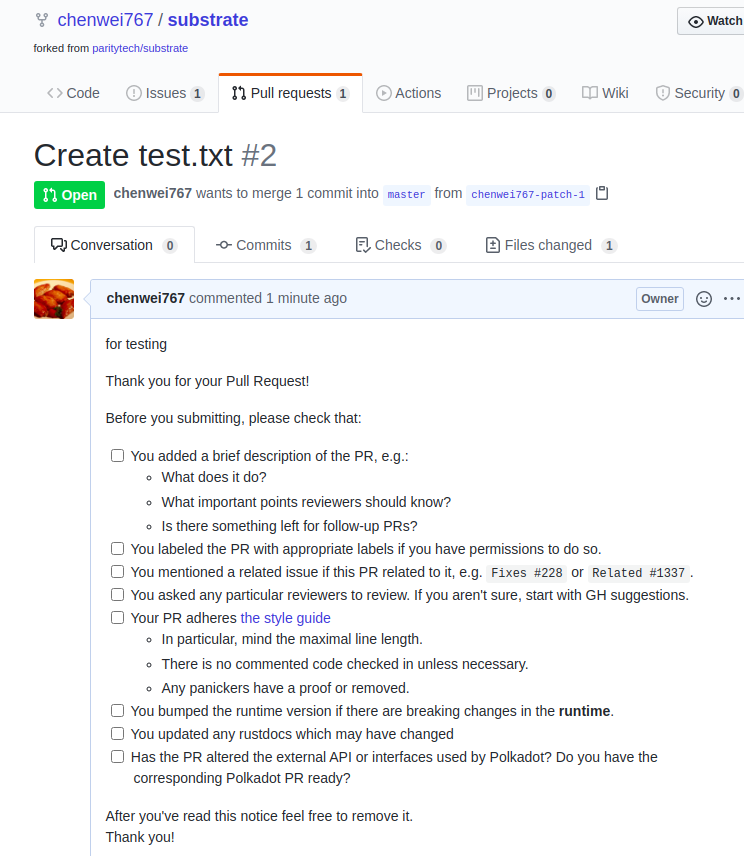 chenwei767 / substrate
Watch
forked from paritytech/substrate
Code
Issues 1
Pull requests 1
Actions
Projects 0
Wiki
Security 0
Create test.txt #2
Open chenwei767 wants to merge 1 commit into master from chenwei767-patch-1
Conversation 0
Commits 1
Checks 0
Files changed 1
chenwei767 commented 1 minute ago
Owner
for testing
Thank you for your Pull Request!
Before you submitting, please check that:
You added a brief description of the PR, e.g.:
What does it do?
What important points reviewers should know?
Is there something left for follow-up PRs?
You labeled the PR with appropriate labels if you have permissions to do so.
You mentioned a related issue if this PR related to it, e.g. Fixes #228 or Related #1337.
You asked any particular reviewers to review. If you aren't sure, start with GH suggestions.
Your PR adheres the style guide
In particular, mind the maximal line length.
There is no commented code checked in unless necessary.
Any panickers have a proof or removed.
You bumped the runtime version if there are breaking changes in the runtime.
You updated any rustdocs which may have changed
Has the PR altered the external API or interfaces used by Polkadot? Do you have the
corresponding Polkadot PR ready?
After you've read this notice feel free to remove it.
Thank you!